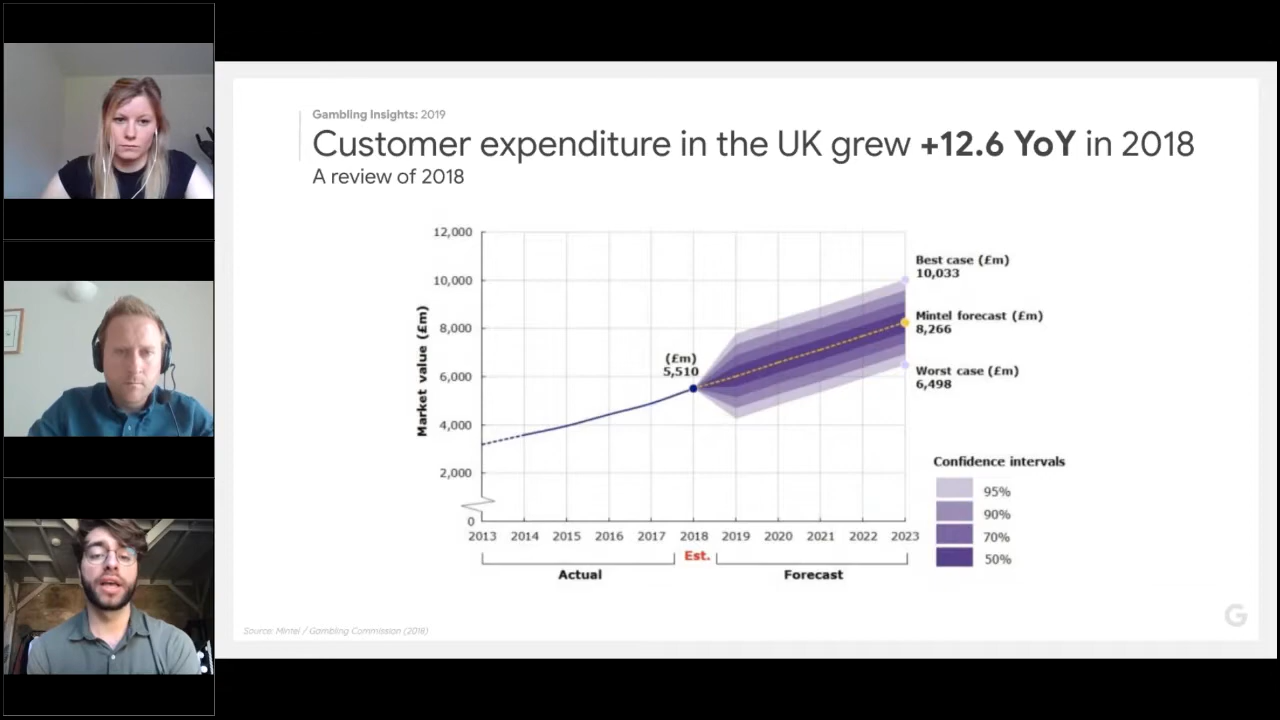 Gambling Insights: 2019
Customer expenditure in the UK grew +12.6 YoY in 2018
A review of 2018
12,000
10,000
8,000
6,000
4,000
2,000
0
Market value (£m)
(£m)
5,510
Best case (£m)
10,033
Mintel forecast (£m)
8,266
Worst case (£m)
6,498
Confidence intervals
95%
90%
70%
50%
2013 2014 2015 2016 2017 2018 2019 2020 2021 2022 2023
Est.
Actual
Forecast
Source: Mintel / Gambling Commission (2018)
G